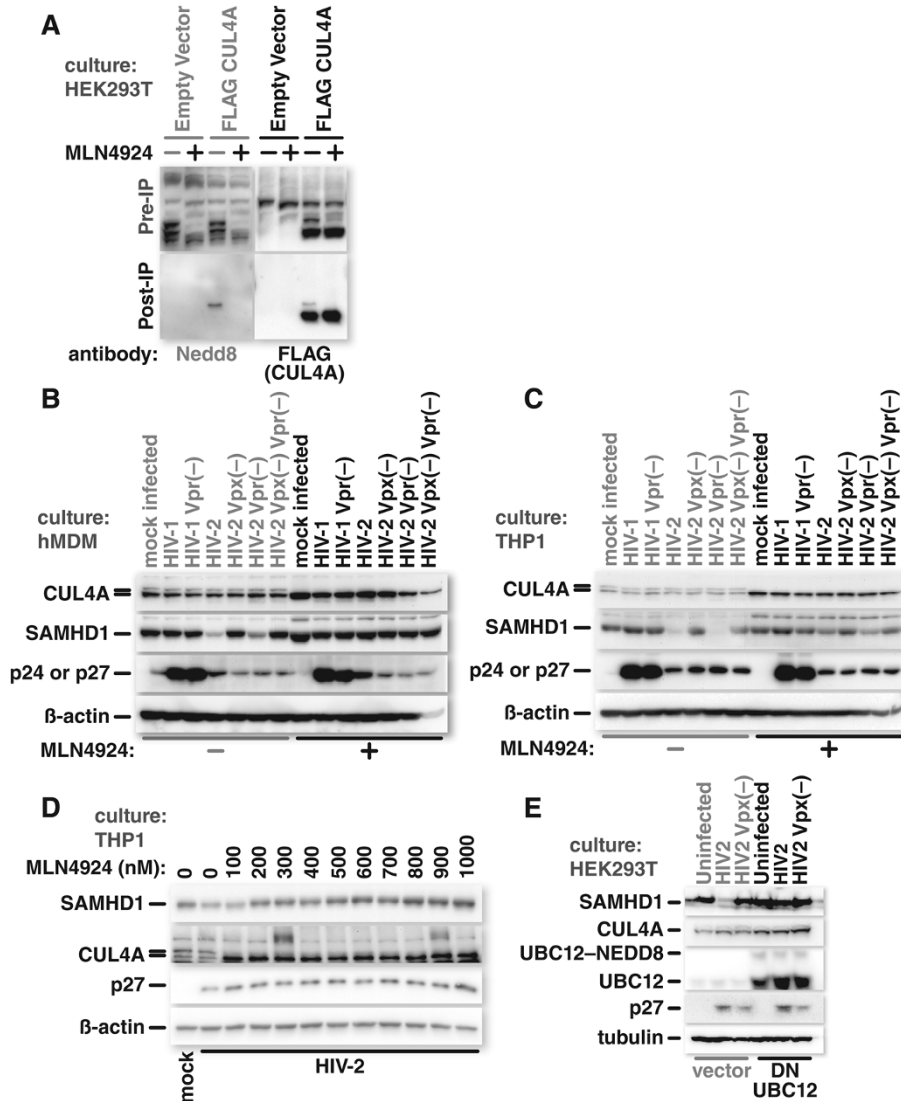 A
culture:
HEK293T
Empty Vector
FLAG CUL4A
Empty Vector
FLAG CUL4A
MLN4924 – + – + – + – +
Pre-IP
Post-IP
antibody: Nedd8 FLAG
(CUL4A)
B
culture:
hMDM
mock infected
HIV-1
HIV-1 Vpr(–)
HIV-2
HIV-2 Vpx(–)
HIV-2 Vpr(–)
HIV-2 Vpx(–) Vpr(–)
mock infected
HIV-1
HIV-1 Vpr(–)
HIV-2
HIV-2 Vpx(–)
HIV-2 Vpr(–)
HIV-2 Vpx(–) Vpr(–)
CUL4A
SAMHD1
p24 or p27
ß-actin
MLN4924: – +
C
culture:
THP1
mock infected
HIV-1
HIV-1 Vpr(–)
HIV-2
HIV-2 Vpx(–)
HIV-2 Vpr(–)
HIV-2 Vpx(–) Vpr(–)
mock infected
HIV-1
HIV-1 Vpr(–)
HIV-2
HIV-2 Vpx(–)
HIV-2 Vpr(–)
HIV-2 Vpx(–) Vpr(–)
CUL4A
SAMHD1
p24 or p27
ß-actin
MLN4924: – +
D
culture:
THP1
MLN4924 (nM) 0 0 100 200 300 400 500 600 700 800 900 1000
SAMHD1
CUL4A
p27
ß-actin
mock
HIV-2
E
culture:
HEK293T
Uninfected
HIV2
HIV2 Vpx(–)
Uninfected
HIV2
HIV2 Vpx(–)
SAMHD1
CUL4A
UBC12–NEDD8
UBC12
p27
tubulin
vector DN
UBC12